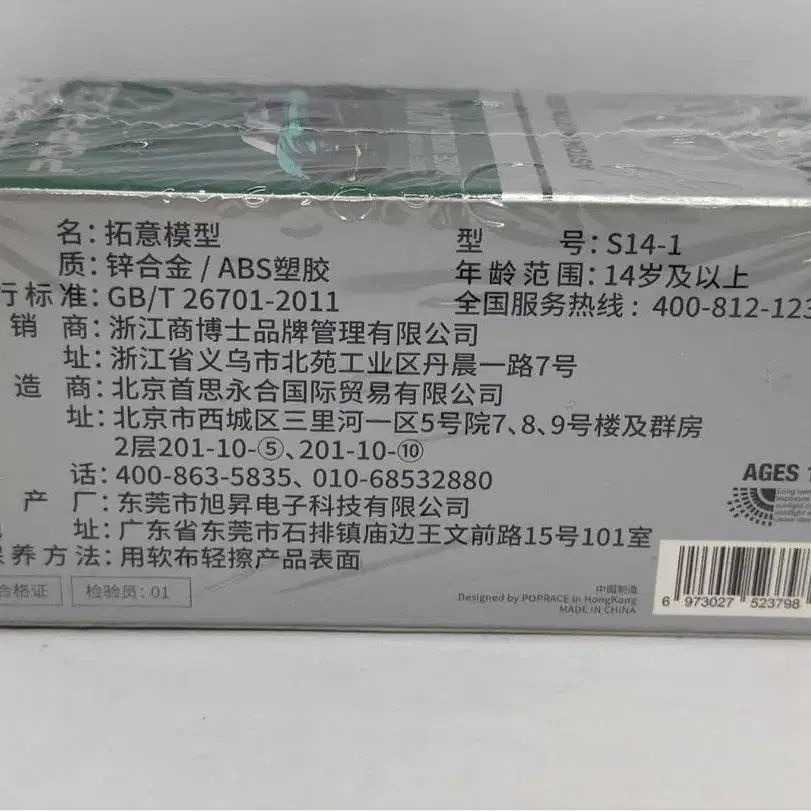 名：拓意模型 型 号：S14-1
质：锌合金 / ABS塑胶 年龄范围：14岁及以上
行标准：GB/T 26701-2011 全国服务热线：400-812-123
销 商：浙江商博士品牌管理有限公司
址：浙江省义乌市北苑工业区丹晨一路7号
造 商：北京首思永合国际贸易有限公司
址：北京市西城区三里河一区5号院7、8、9号楼及群房
2层201-10-⑤、201-10-⑩
话：400-863-5835、010-68532880
产 厂：东莞市旭昇电子科技有限公司
址：广东省东莞市石排镇庙边王文前路15号101室
保养方法：用软布轻擦产品表面
合格证 检验员：01
AGES 1
中國製造
Designed by POPRACE in HongKong
MADE IN CHINA
6 973027 523798